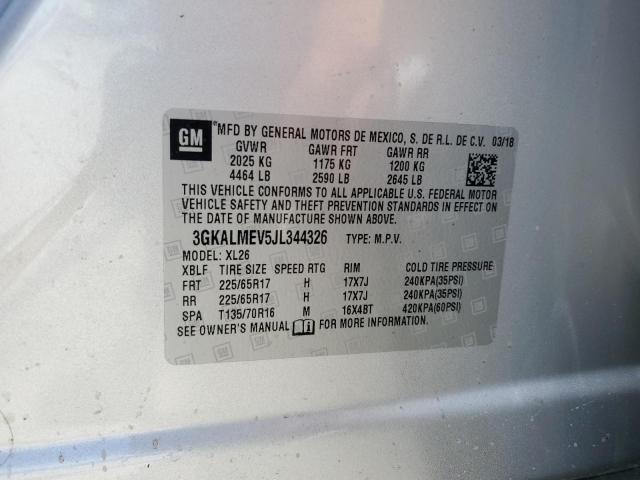 GM ®MFD BY GENERAL MOTORS DE MEXICO, S. DE R.L. DE C.V. 03/18
GVWR GAWR FRT GAWR RR
2025 KG 1175 KG 1200 KG
4464 LB 2590 LB 2645 LB
THIS VEHICLE CONFORMS TO ALL APPLICABLE U.S. FEDERAL MOTOR
VEHICLE SAFETY AND THEFT PREVENTION STANDARDS IN EFFECT ON THE
DATE OF MANUFACTURE SHOWN ABOVE.
3GKALMEV5JL344326 TYPE: M.P.V.
MODEL: XL26
XBLF TIRE SIZE SPEED RTG RIM COLD TIRE PRESSURE
FRT 225/65R17 H 17X7J 240KPA(35PSI)
RR 225/65R17 H 17X7J 240KPA(35PSI)
SPA T135/70R16 M 16X4BT 420KPA(60PSI)
SEE OWNER'S MANUAL FOR MORE INFORMATION.